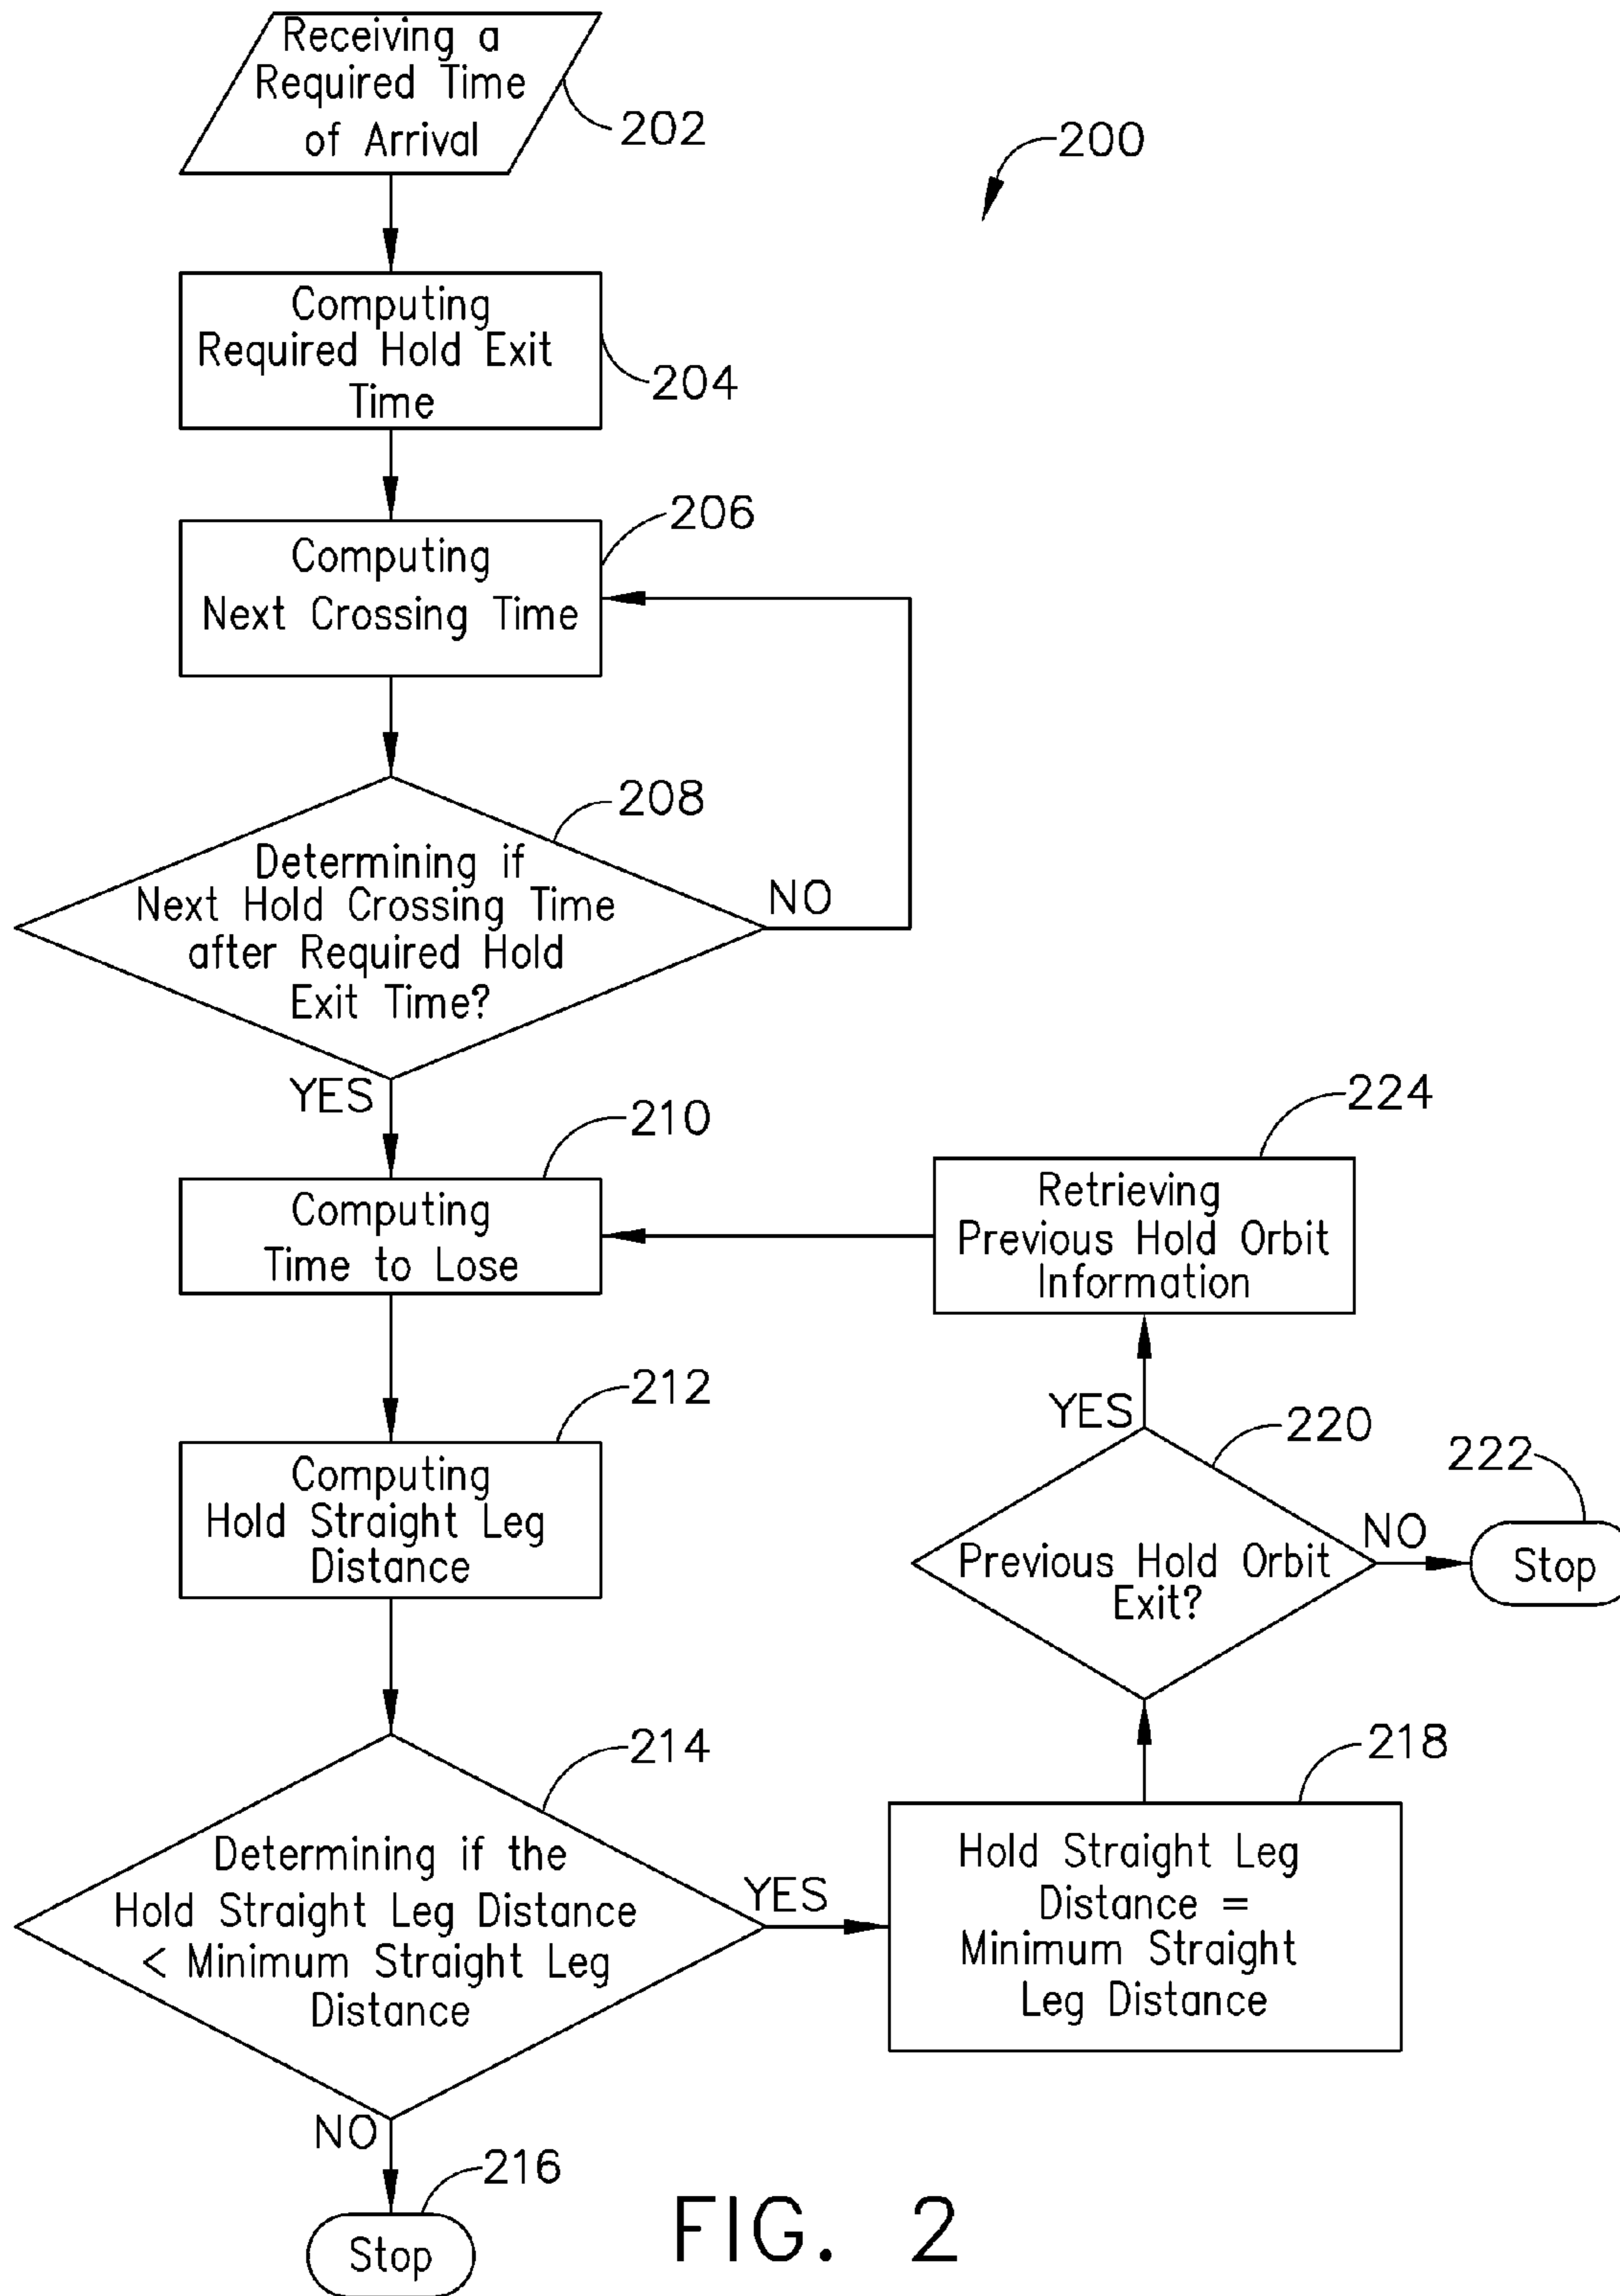 Receiving a
Required Time
of Arrival
202
200
Computing
Required Hold Exit
Time
204
206
Computing
Next Crossing Time
208
Determining if
Next Hold Crossing Time
after Required Hold
Exit Time?
NO
YES
210
Computing
Time to Lose
224
Retrieving
Previous Hold Orbit
Information
212
Computing
Hold Straight Leg
Distance
YES
220
222
Previous Hold Orbit
Exit?
NO
Stop
214
Determining if the
Hold Straight Leg Distance
< Minimum Straight Leg
Distance
YES
218
Hold Straight Leg
Distance =
Minimum Straight
Leg Distance
NO
216
Stop
FIG. 2